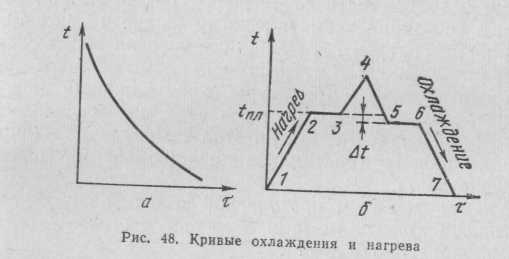 t
t
4
tпл
Нагрев
Охлаждение
2
3
5
6
Δt
1
7
а
τ
б
τ
Рис. 48. Кривые охлаждения и нагрева